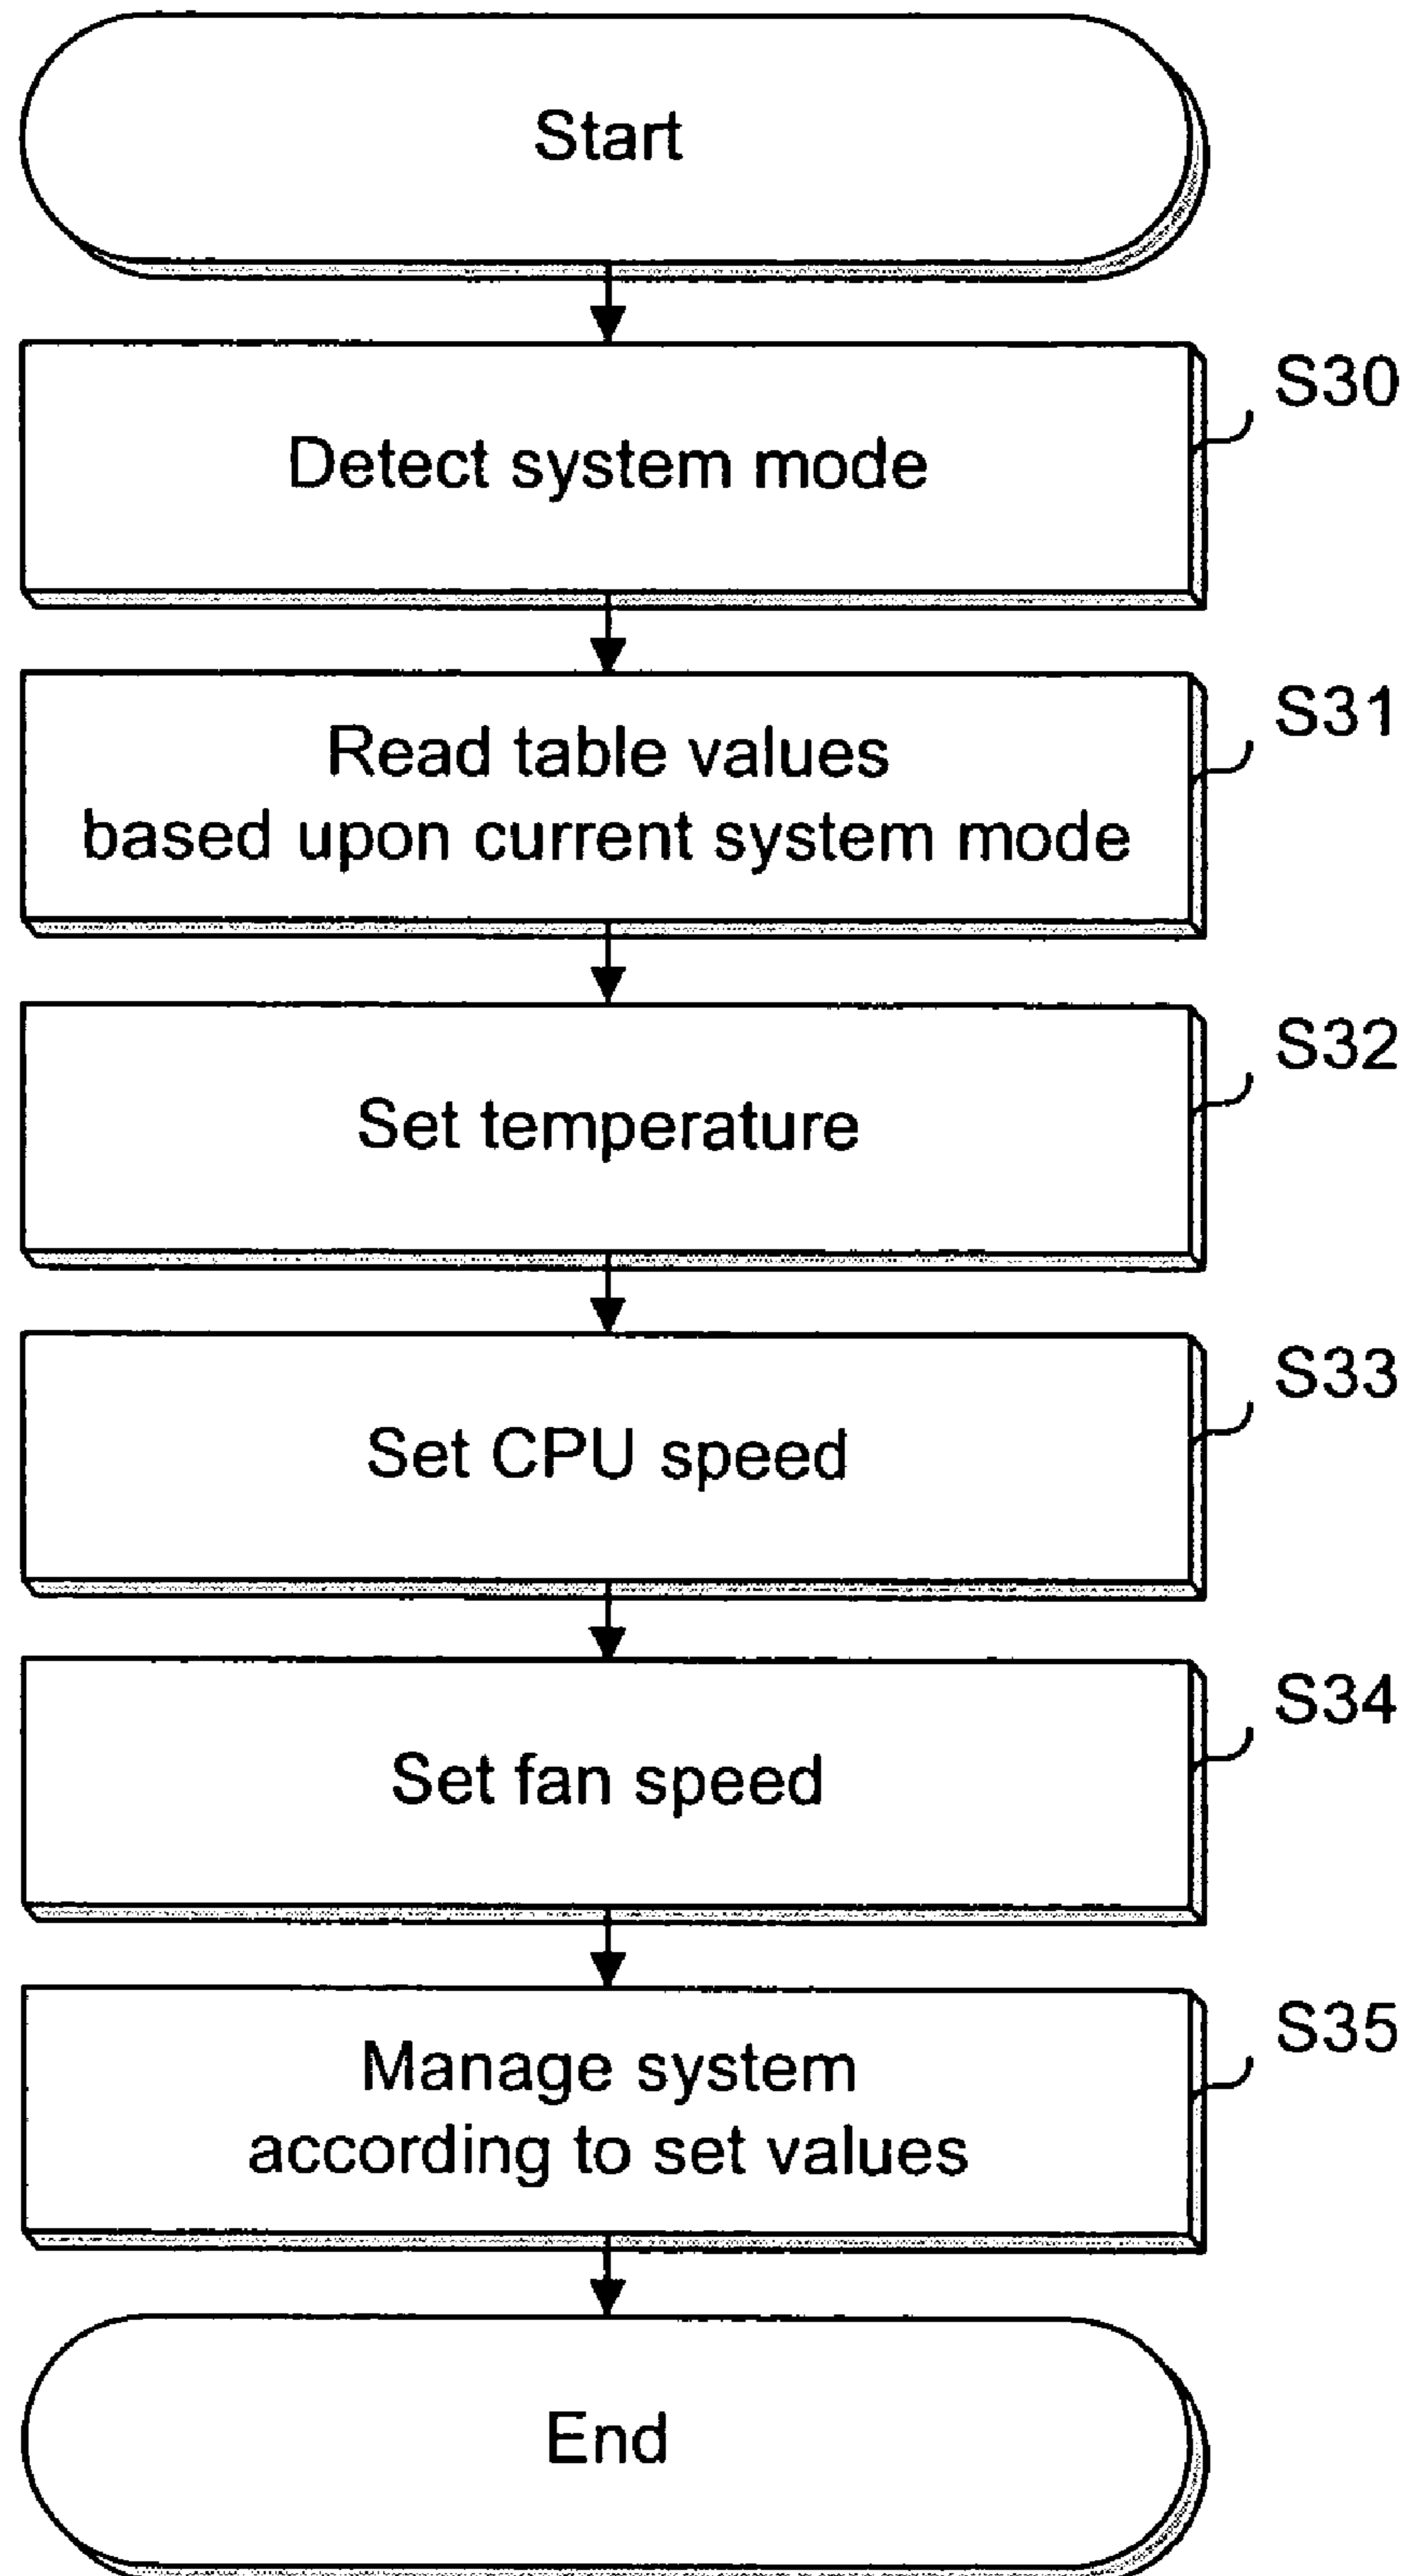 Start
S30
Detect system mode
S31
Read table values
based upon current system mode
S32
Set temperature
S33
Set CPU speed
S34
Set fan speed
S35
Manage system
according to set values
End